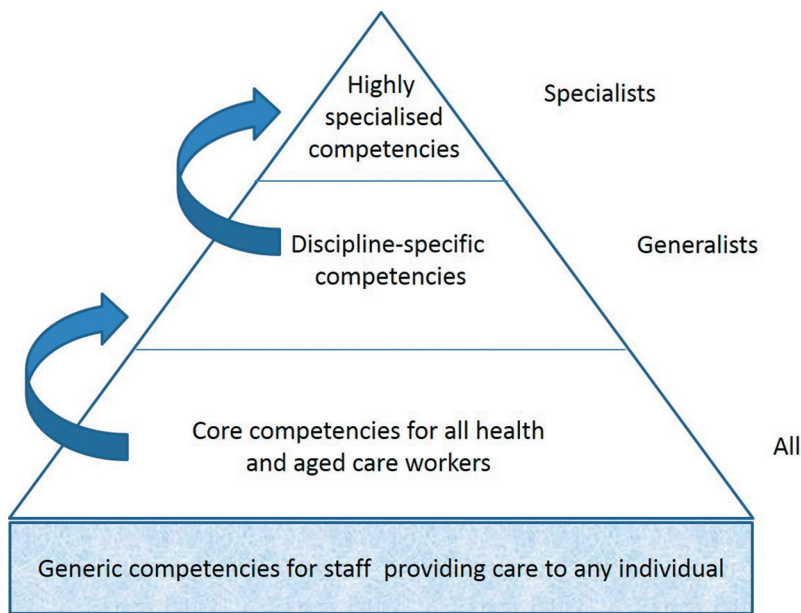 Highly
specialised
competencies
Specialists
Discipline-specific
competencies
Generalists
Core competencies for all health
and aged care workers
All
Generic competencies for staff providing care to any individual